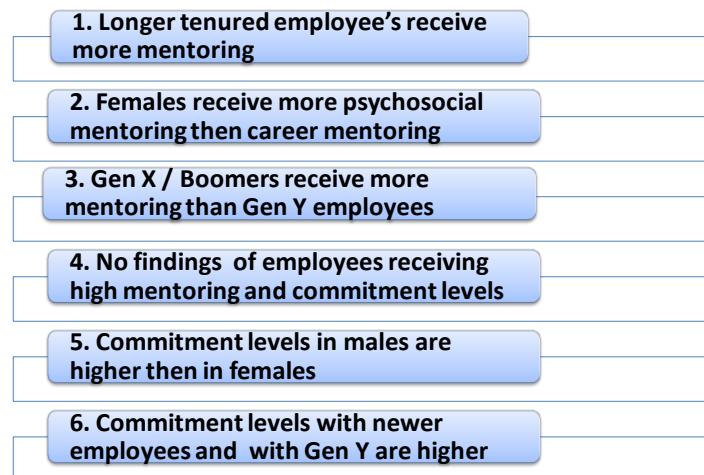 1. Longer tenured employee’s receive
more mentoring
2. Females receive more psychosocial
mentoring then career mentoring
3. Gen X / Boomers receive more
mentoring than Gen Y employees
4. No findings of employees receiving
high mentoring and commitment levels
5. Commitment levels in males are
higher then in females
6. Commitment levels with newer
employees and with Gen Y are higher